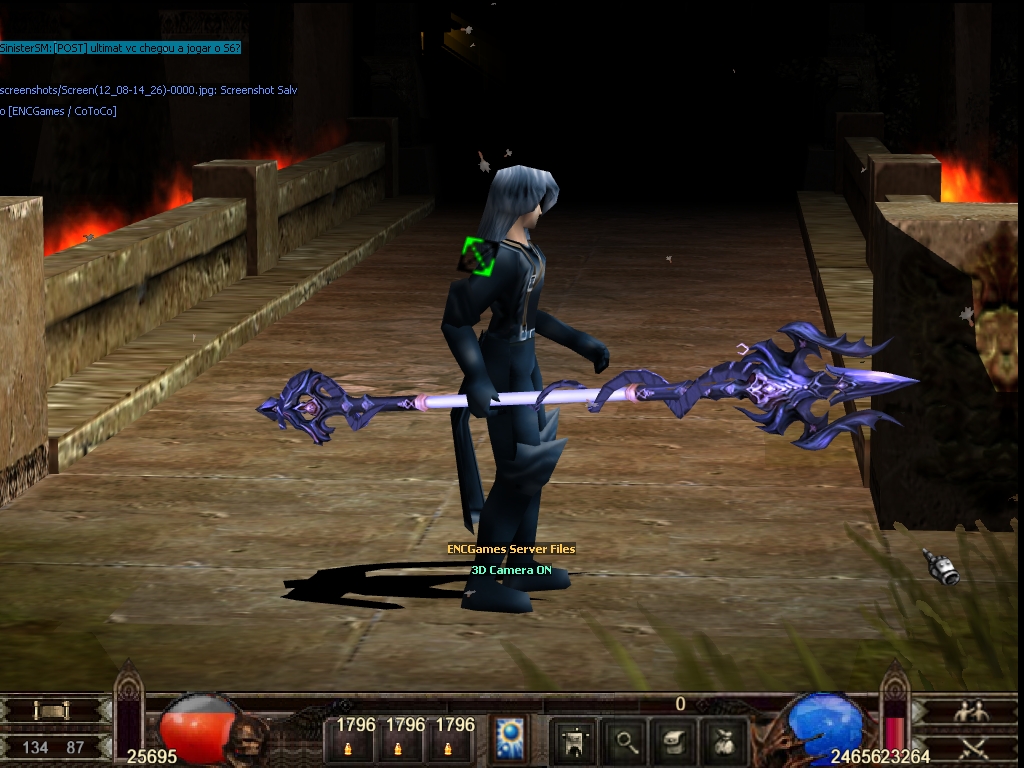 SinisterSM: [POST] ultimat vc chegou a jogar o S6?
screenshots/Screen(12_08-14_26)-0000.jpg: Screenshot Salv
o [ENCGames / CoToCo]
ENCGames Server Files
3D Camera ON
0
1796 1796 1796
134 87
25695
2465623264